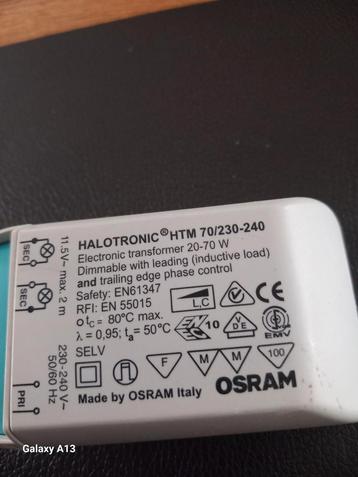 HALOTRONIC® HTM 70/230-240
Electronic transformer 20-70 W
Dimmable with leading (inductive load)
and trailing edge phase control
Safety: EN61347
RFI: EN 55015
tc = 80°C max.
λ = 0,95; ta = 50°C
SELV
L,C
10
VDE
EMV
F
M
M
100
Made by OSRAM Italy
OSRAM
11.5V~ max. 2 m
SEC
SEC
230-240 V~
50/60 Hz
PRI
Galaxy A13